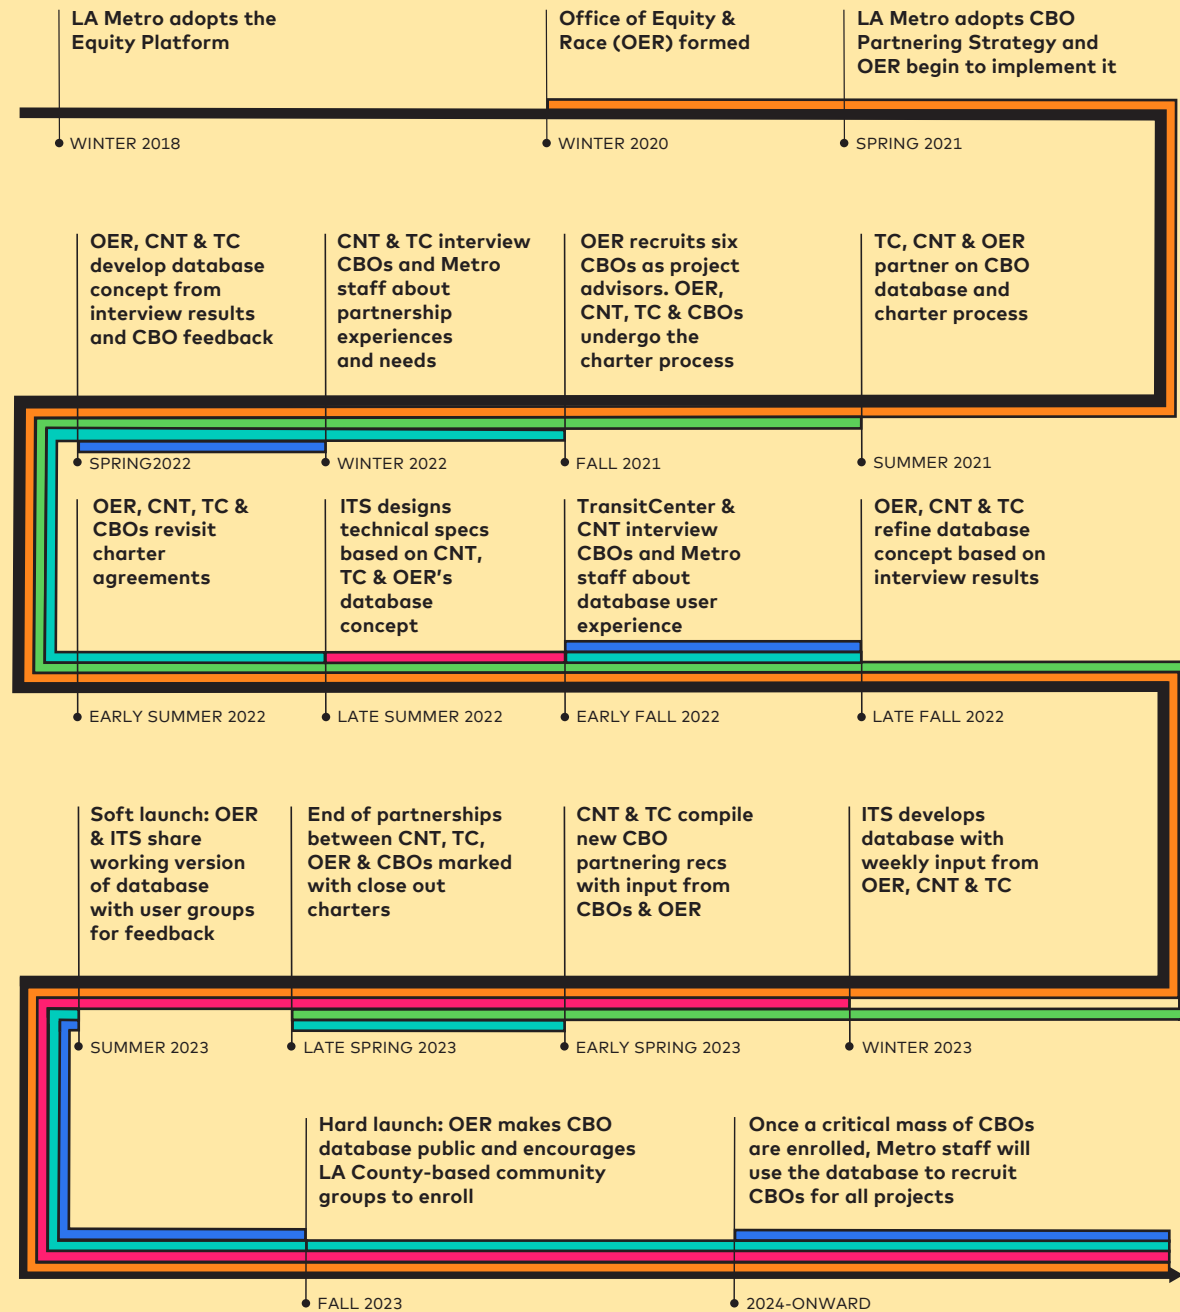 LA Metro adopts the
Equity Platform
WINTER 2018
Office of Equity &
Race (OER) formed
WINTER 2020
LA Metro adopts CBO
Partnering Strategy and
OER begin to implement it
SPRING 2021
OER, CNT & TC
develop database
concept from
interview results
and CBO feedback
SPRING2022
CNT & TC interview
CBOs and Metro
staff about
partnership
experiences
and needs
WINTER 2022
OER recruits six
CBOs as project
advisors. OER,
CNT, TC & CBOs
undergo the
charter process
FALL 2021
TC, CNT & OER
partner on CBO
database and
charter process
SUMMER 2021
OER, CNT, TC &
CBOs revisit
charter
agreements
EARLY SUMMER 2022
ITS designs
technical specs
based on CNT,
TC & OER’s
database
concept
LATE SUMMER 2022
TransitCenter &
CNT interview
CBOs and Metro
staff about
database user
experience
EARLY FALL 2022
OER, CNT & TC
refine database
concept based on
interview results
LATE FALL 2022
Soft launch: OER
& ITS share
working version
of database
with user groups
for feedback
SUMMER 2023
End of partnerships
between CNT, TC,
OER & CBOs marked
with close out
charters
LATE SPRING 2023
CNT & TC compile
new CBO
partnering recs
with input from
CBOs & OER
EARLY SPRING 2023
ITS develops
database with
weekly input from
OER, CNT & TC
WINTER 2023
Hard launch: OER makes CBO
database public and encourages
LA County-based community
groups to enroll
FALL 2023
Once a critical mass of CBOs
are enrolled, Metro staff will
use the database to recruit
CBOs for all projects
2024-ONWARD